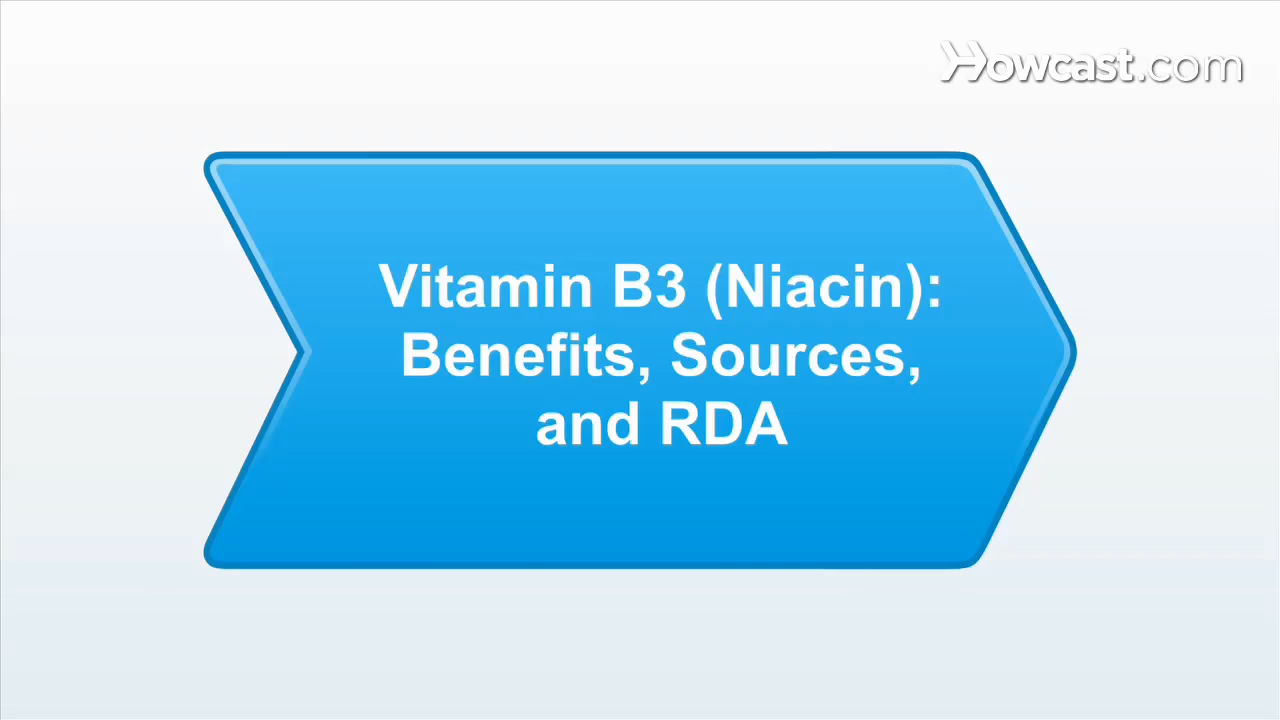 Howcast.com
Vitamin B3 (Niacin):
Benefits, Sources,
and RDA